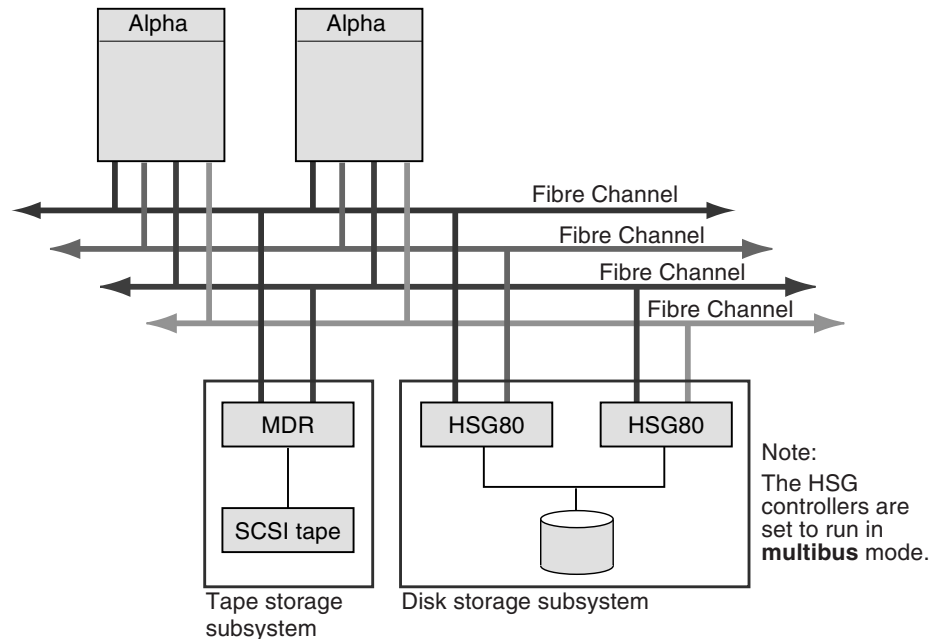 Alpha
Alpha
Fibre Channel
Fibre Channel
Fibre Channel
Fibre Channel
MDR
HSG80
HSG80
SCSI tape
Note:
The HSG
controllers are
set to run in
multibus mode.
Tape storage
subsystem
Disk storage subsystem